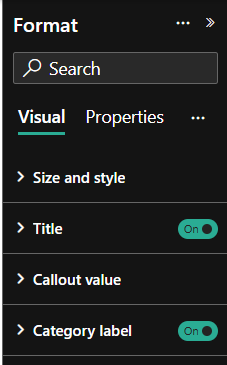 Format
Search
Visual Properties
Size and style
Title On
Callout value
Category label On